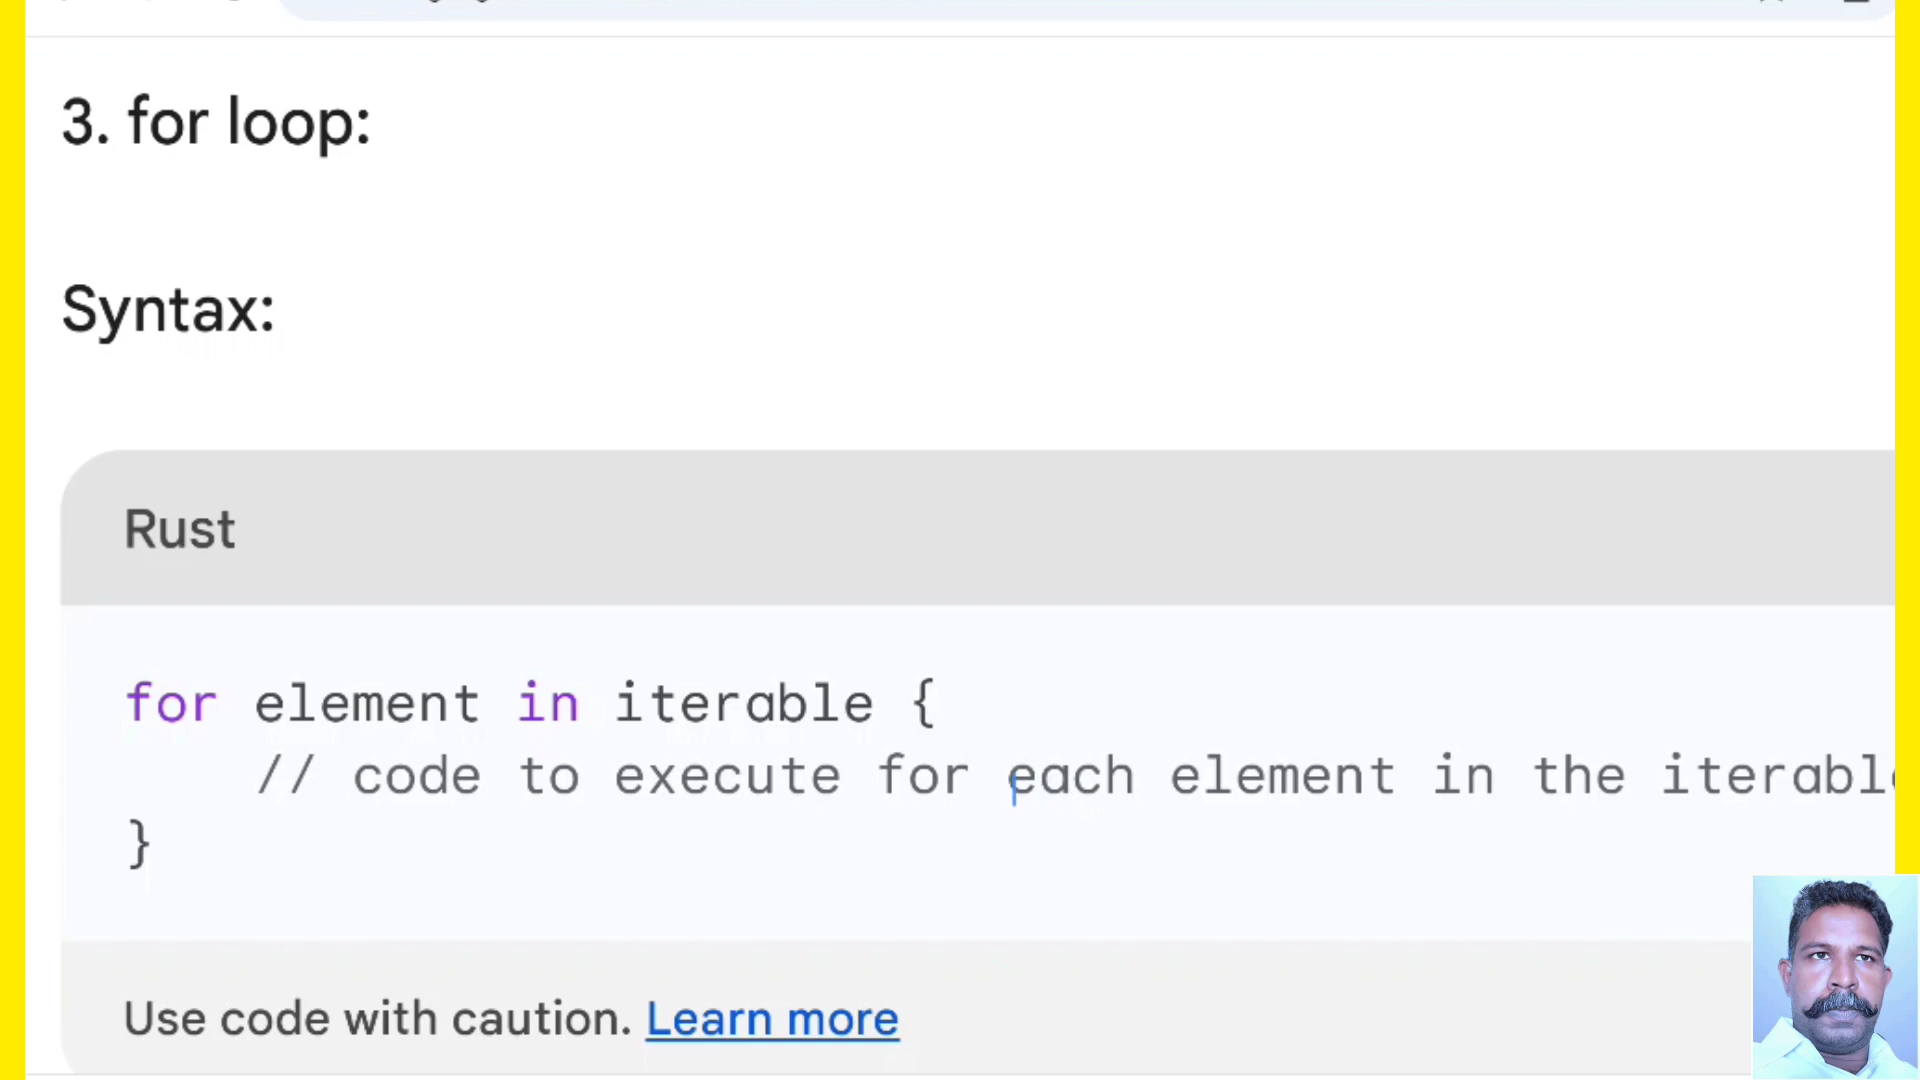 3. for loop:
Syntax:
Rust
for element in iterable {
// code to execute for each element in the iterable
}
Use code with caution. Learn more